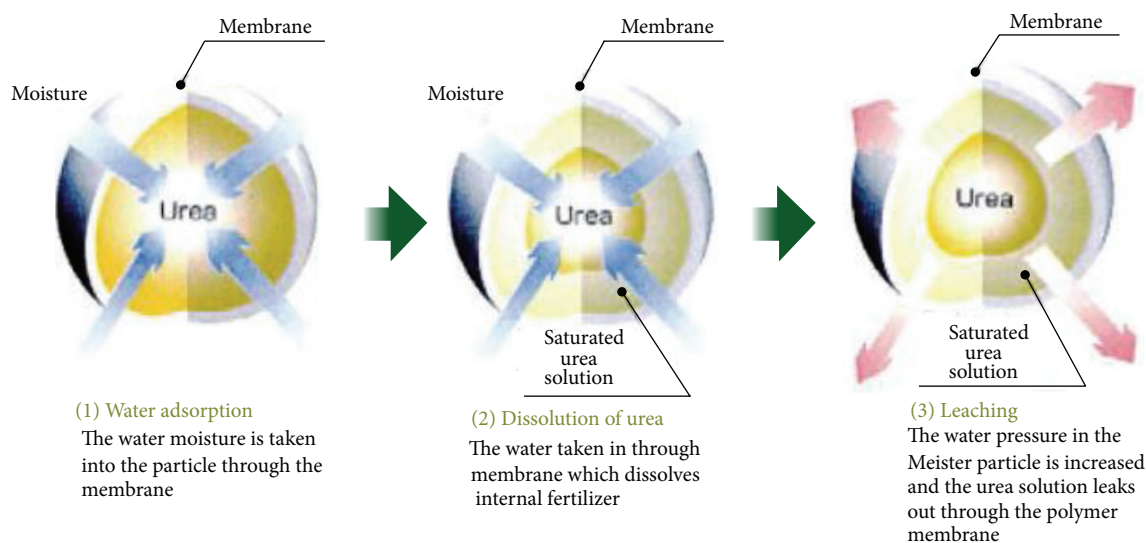 Membrane
Moisture
Urea
(1) Water adsorption
The water moisture is taken
into the particle through the
membrane
Membrane
Moisture
Urea
Saturated
urea
solution
(2) Dissolution of urea
The water taken in through
membrane which dissolves
internal fertilizer
Membrane
Urea
Saturated
urea
solution
(3) Leaching
The water pressure in the
Meister particle is increased
and the urea solution leaks
out through the polymer
membrane